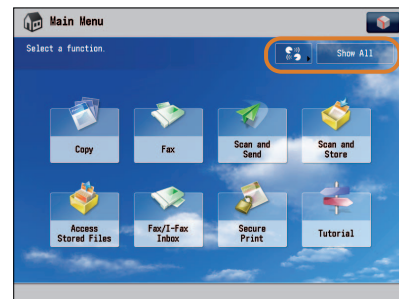 Main Menu
Select a function.
Show All
Copy
Fax
Scan and
Send
Scan and
Store
Access
Stored Files
Fax/I-Fax
Inbox
Secure
Print
Tutorial